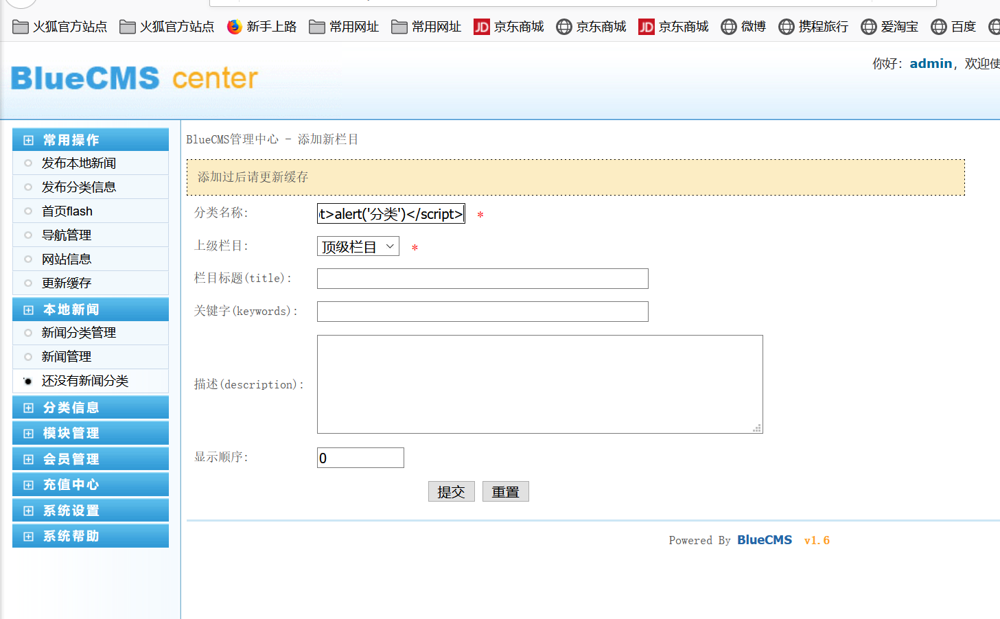 火狐官方站点 火狐官方站点 新手上路 常用网址 常用网址 京东商城 京东商城 京东商城 微博 携程旅行 爱淘宝 百度
BlueCMS center
你好：admin，欢迎使
常用操作
发布本地新闻
发布分类信息
首页flash
导航管理
网站信息
更新缓存
本地新闻
新闻分类管理
新闻管理
还没有新闻分类
分类信息
模块管理
会员管理
充值中心
系统设置
系统帮助
BlueCMS管理中心 - 添加新栏目
添加过后请更新缓存
分类名称: t>alert('分类')</script> *
上级栏目: 顶级栏目 *
栏目标题(title):
关键字(keywords):
描述(description):
显示顺序: 0
提交 重置
Powered By BlueCMS v1.6